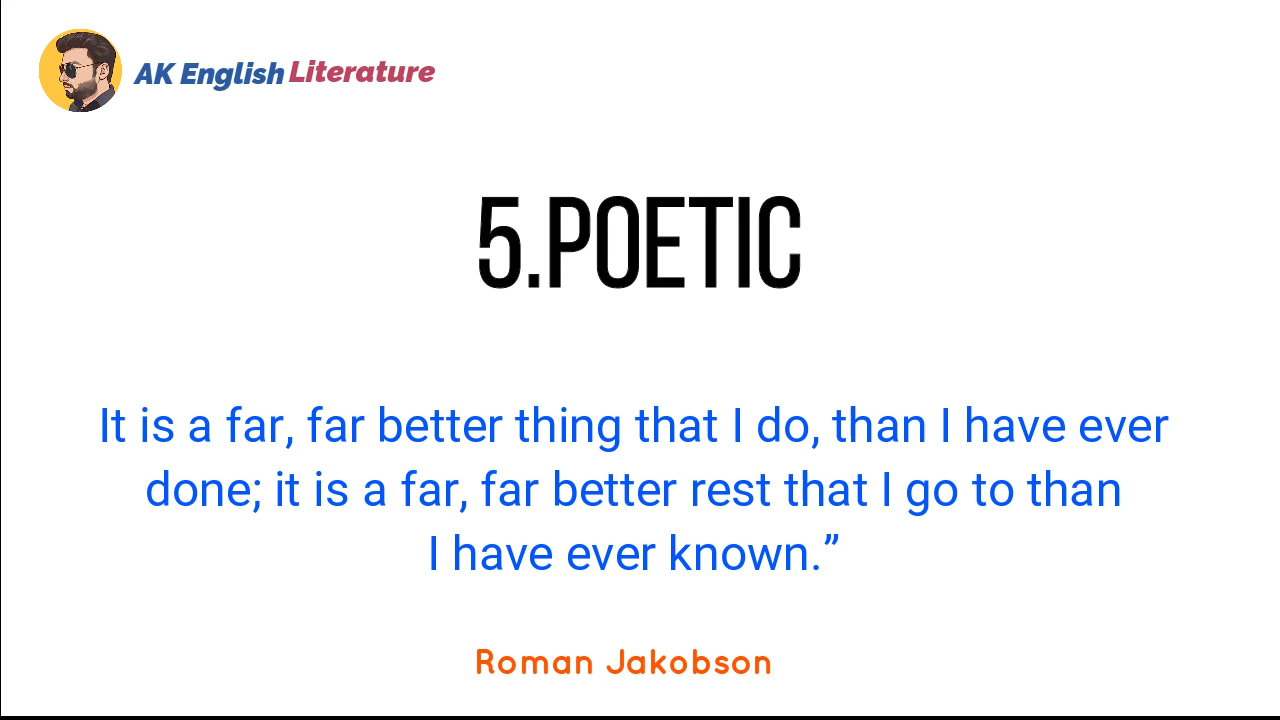 AK English Literature
5.POETIC
It is a far, far better thing that I do, than I have ever
done; it is a far, far better rest that I go to than
I have ever known.”
Roman Jakobson